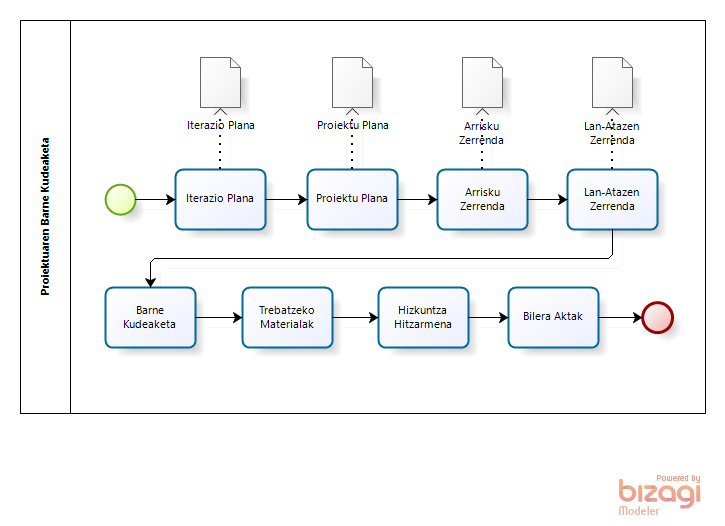 Proiektuaren Barne Kudeaketa
Iterazio Plana
Proiektu Plana
Arrisku
Zerrenda
Lan-Atazen
Zerrenda
Iterazio Plana
Proiektu Plana
Arrisku
Zerrenda
Lan-Atazen
Zerrenda
Barne
Kudeaketa
Trebatzeko
Materialak
Hizkuntza
Hitzarmena
Bilera Aktak
Powered by
bizagi
Modeler